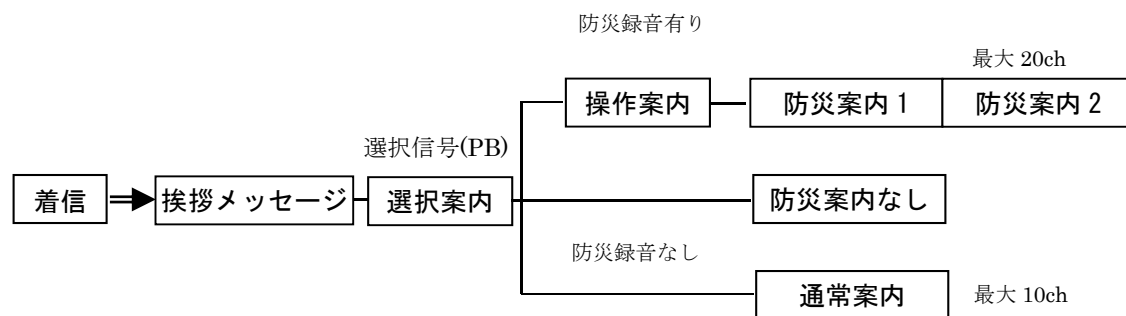 防災録音有り
最大 20ch
操作案内
防災案内 1
防災案内 2
選択信号(PB)
着信
挨拶メッセージ
選択案内
防災案内なし
防災録音なし
通常案内
最大 10ch